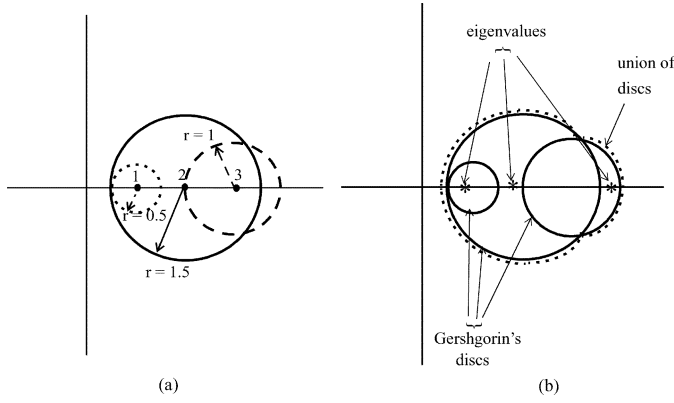 eigenvalues
union of
discs
r = 1
1
2
3
r = 0.5
r = 1.5
Gershgorin's
discs
(a)
(b)